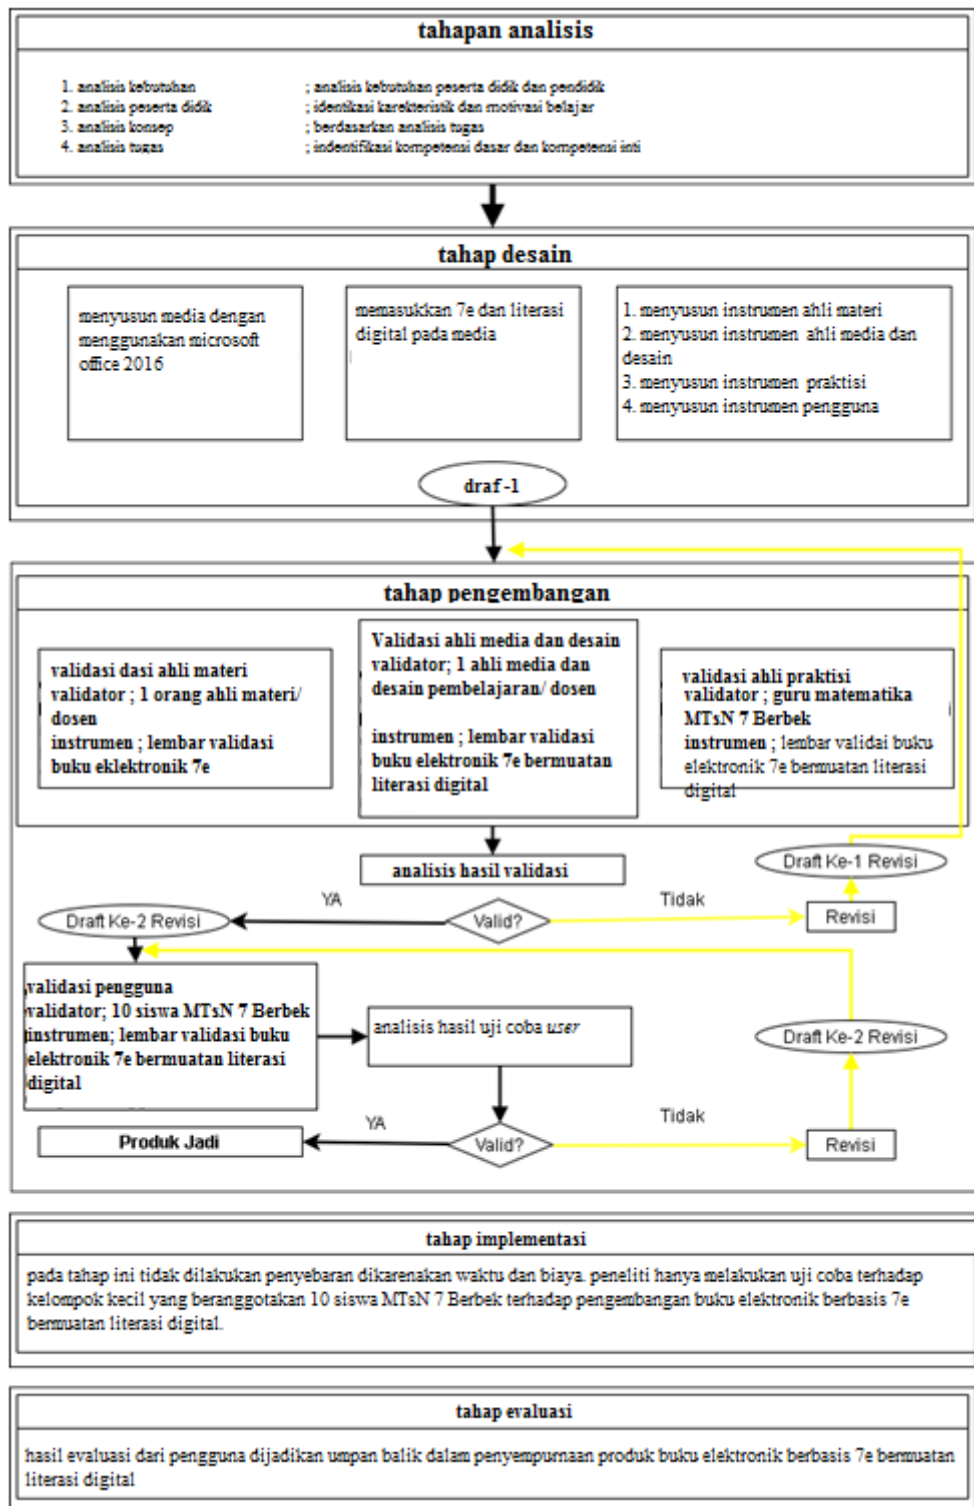 tahapan analisis
1. analisis kebutuhan ; analisis kebutuhan peserta didik dan pendidik
2. analisis peserta didik ; identikasi karekteristik dan motivasi belajar
3. analisis konsep ; berdasarkan analisis tugas
4. analisis tugas ; indentifikasi kompetensi dasar dan kompetensi inti
tahap desain
menyusun media dengan
menggunakan microsoft
office 2016
memasukkan 7e dan literasi
digital pada media
1. menyusun instrumen ahli materi
2. menyusun instrumen ahli media dan
desain
3. menyusun instrumen praktisi
4. menyusun instrumen pengguna
draf -1
tahap pengembangan
validasi dasi ahli materi
validator ; 1 orang ahli materi/
dosen
instrumen ; lembar validasi
buku eklektronik 7e
Validasi ahli media dan desain
validator; 1 ahli media dan
desain pembelajaran/ dosen
instrumen ; lembar validasi
buku elektronik 7e bermuatan
literasi digital
validasi ahli praktisi
validator ; guru matematika
MTsN 7 Berbek
instrumen ; lembar validai buku
elektronik 7e bermuatan literasi
digital
analisis hasil validasi
Draft Ke-1 Revisi
YA
Tidak
Draft Ke-2 Revisi
Valid?
Revisi
validasi pengguna
validator; 10 siswa MTsN 7 Berbek
instrumen; lembar validasi buku
elektronik 7e bermuatan literasi
digital
analisis hasil uji coba user
Draft Ke-2 Revisi
YA
Tidak
Produk Jadi
Valid?
Revisi
tahap implementasi
pada tahap ini tidak dilakukan penyebaran dikarenakan waktu dan biaya. peneliti hanya melakukan uji coba terhadap
kelompok kecil yang beranggotakan 10 siswa MTsN 7 Berbek terhadap pengembangan buku elektronik berbasis 7e
bermuatan literasi digital.
tahap evaluasi
hasil evaluasi dari pengguna dijadikan umpan balik dalam penyempurnaan produk buku elektronik berbasis 7e bermuatan
literasi digital